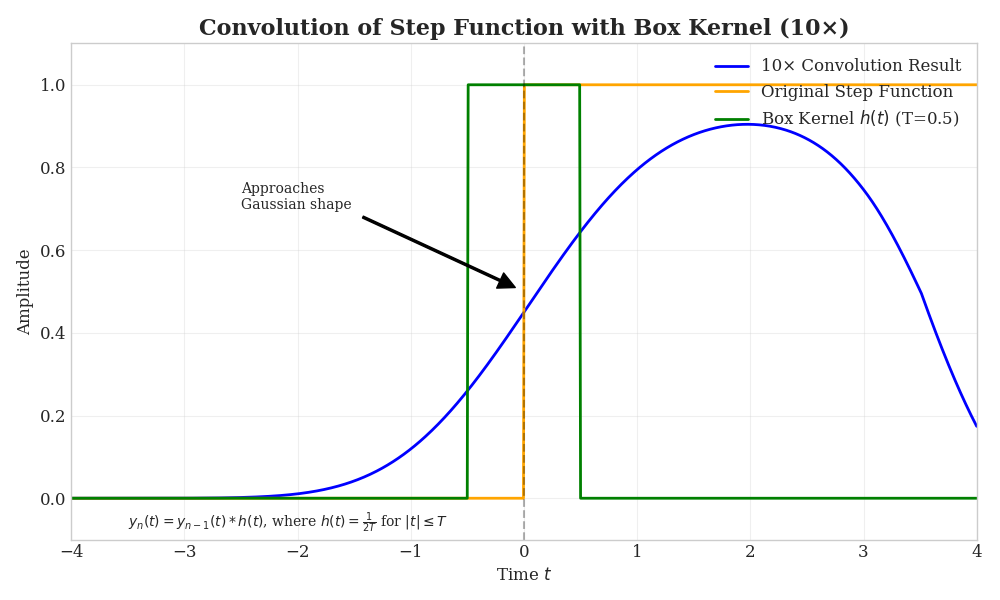 Convolution of Step Function with Box Kernel (10×)
10× Convolution Result
Original Step Function
Box Kernel h(t) (T=0.5)
Approaches
Gaussian shape
Amplitude
1.0
0.8
0.6
0.4
0.2
0.0
yₙ(t) = yₙ₋₁(t) * h(t), where h(t) = 1/2T for |t| ≤ T
−4 −3 −2 −1 0 1 2 3 4
Time t